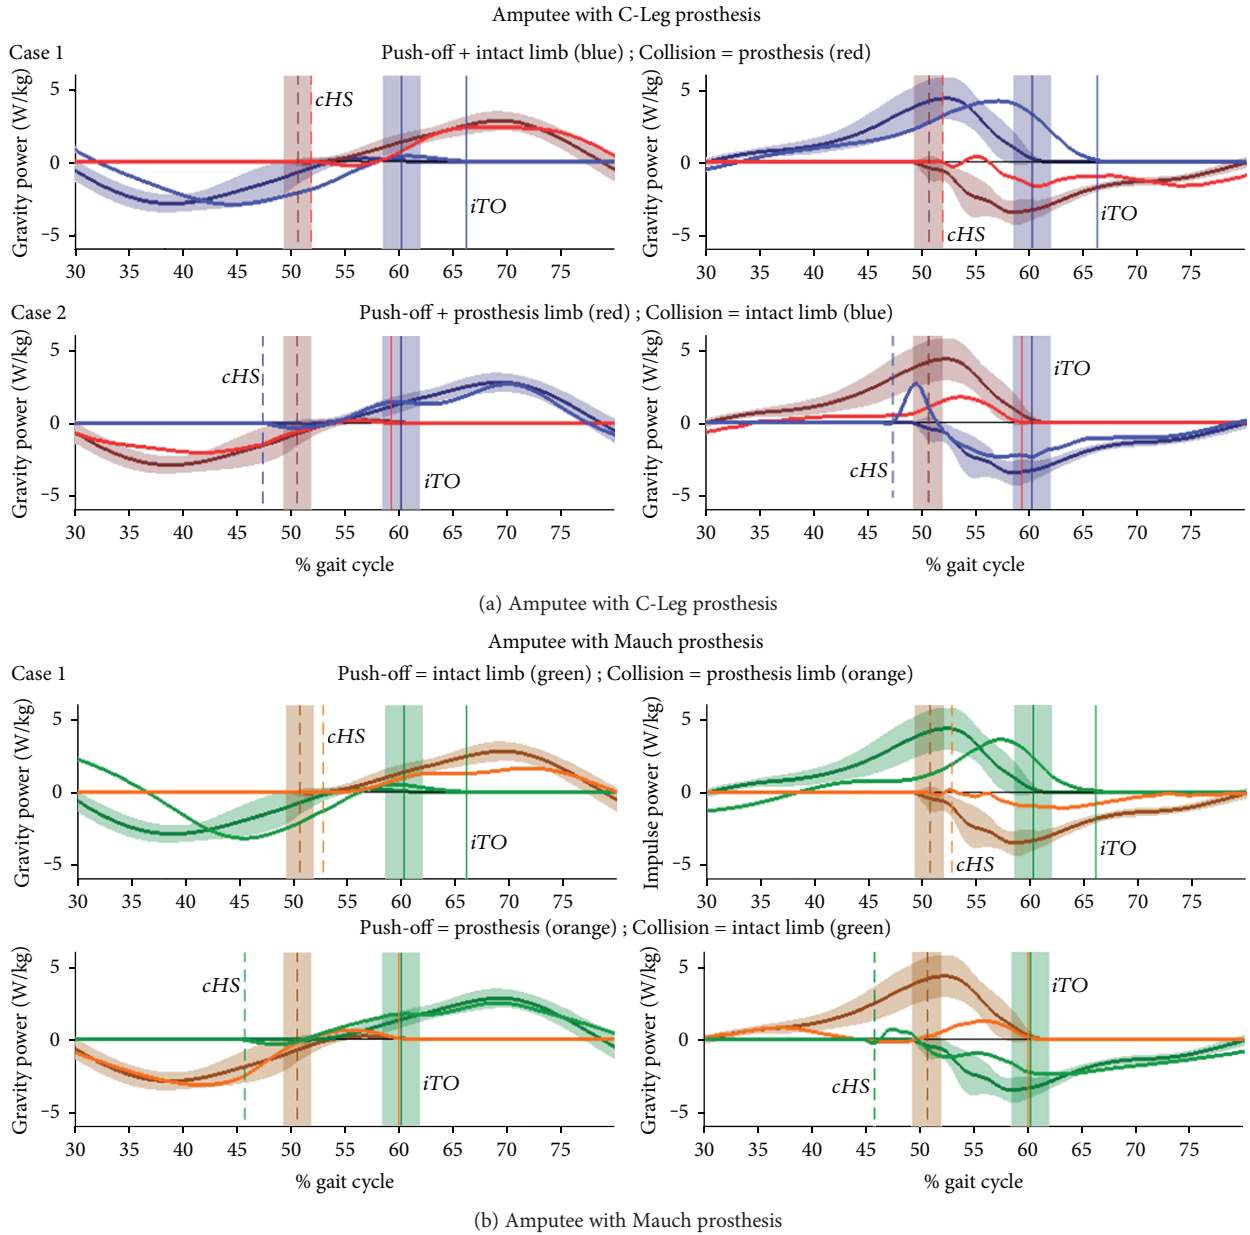 Amputee with C-Leg prosthesis
Case 1
Push-off + intact limb (blue) ; Collision = prosthesis (red)
Gravity power (W/kg)
5
0
−5
cHS
iTO
30 35 40 45 50 55 60 65 70 75
Gravity power (W/kg)
5
0
−5
cHS
iTO
30 35 40 45 50 55 60 65 70 75
Case 2
Push-off + prosthesis limb (red) ; Collision = intact limb (blue)
Gravity power (W/kg)
5
0
−5
cHS
iTO
30 35 40 45 50 55 60 65 70 75
% gait cycle
Gravity power (W/kg)
5
0
−5
cHS
iTO
30 35 40 45 50 55 60 65 70 75
% gait cycle
(a) Amputee with C-Leg prosthesis
Amputee with Mauch prosthesis
Case 1
Push-off = intact limb (green) ; Collision = prosthesis limb (orange)
Gravity power (W/kg)
5
0
−5
cHS
iTO
30 35 40 45 50 55 60 65 70 75
Impulse power (W/kg)
5
0
−5
cHS
iTO
30 35 40 45 50 55 60 65 70 75
Push-off = prosthesis (orange) ; Collision = intact limb (green)
Gravity power (W/kg)
5
0
−5
cHS
iTO
30 35 40 45 50 55 60 65 70 75
% gait cycle
Gravity power (W/kg)
5
0
−5
cHS
iTO
30 35 40 45 50 55 60 65 70 75
% gait cycle
(b) Amputee with Mauch prosthesis